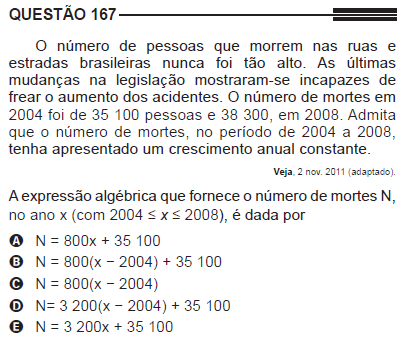 QUESTÃO 167
O número de pessoas que morrem nas ruas e
estradas brasileiras nunca foi tão alto. As últimas
mudanças na legislação mostraram-se incapazes de
frear o aumento dos acidentes. O número de mortes em
2004 foi de 35 100 pessoas e 38 300, em 2008. Admita
que o número de mortes, no período de 2004 a 2008,
tenha apresentado um crescimento anual constante.
Veja, 2 nov. 2011 (adaptado).
A expressão algébrica que fornece o número de mortes N,
no ano x (com 2004 ≤ x ≤ 2008), é dada por
A N = 800x + 35 100
B N = 800(x − 2004) + 35 100
C N = 800(x − 2004)
D N= 3 200(x − 2004) + 35 100
E N = 3 200x + 35 100